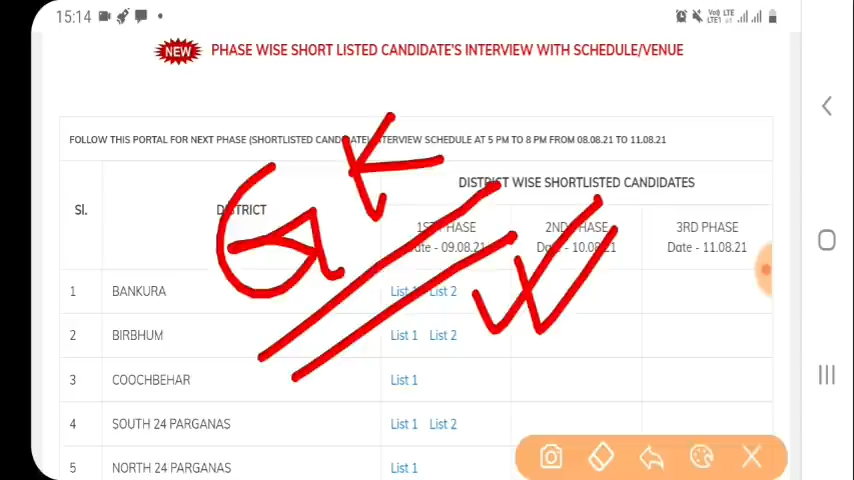 15:14
Vo) LTE
LTE1
NEW PHASE WISE SHORT LISTED CANDIDATE'S INTERVIEW WITH SCHEDULE/VENUE
FOLLOW THIS PORTAL FOR NEXT PHASE (SHORTLISTED CANDIDATE) INTERVIEW SCHEDULE AT 5 PM TO 8 PM FROM 08.08.21 TO 11.08.21
Sl. DISTRICT DISTRICT WISE SHORTLISTED CANDIDATES
1ST PHASE 2ND PHASE 3RD PHASE
Date - 09.08.21 Date - 10.08.21 Date - 11.08.21
GK
1 BANKURA List 1 List 2
2 BIRBHUM List 1 List 2
3 COOCHBEHAR List 1
4 SOUTH 24 PARGANAS List 1 List 2
5 NORTH 24 PARGANAS List 1